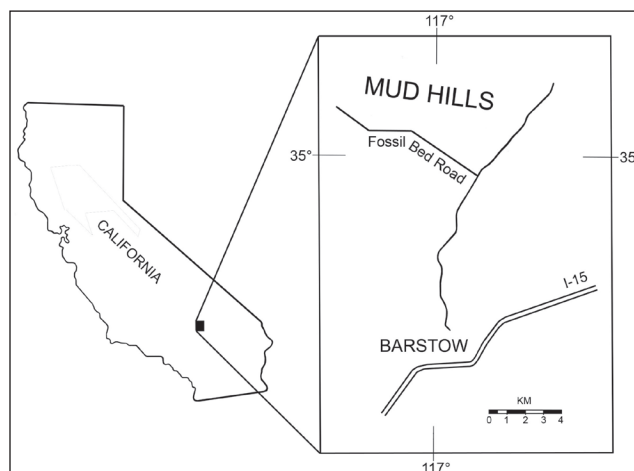 117°
MUD HILLS
35°
Fossil Bed Road
35
CALIFORNIA
I-15
BARSTOW
KM
0 1 2 3 4
117°